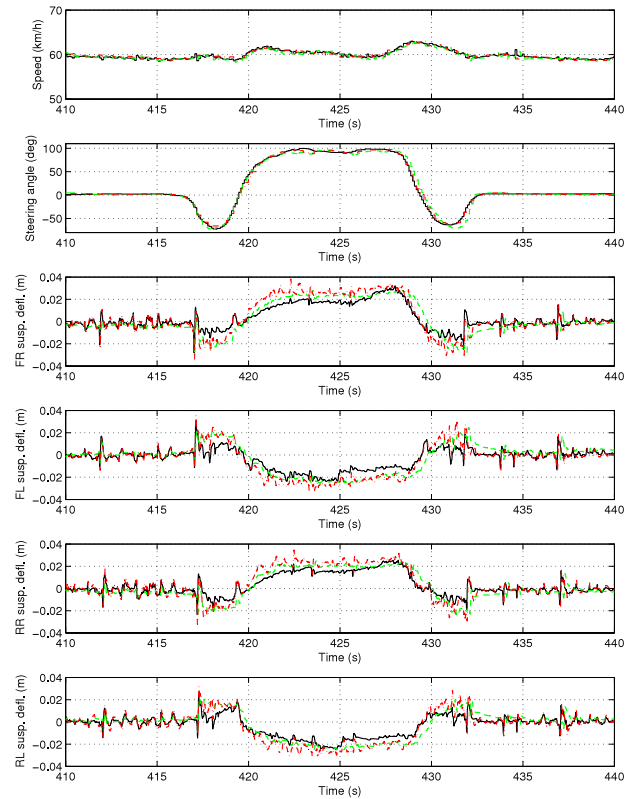 70
60
50
Speed (km/h)
410 415 420 425 430 435 440
Time (s)
100
50
0
−50
Steering angle (deg)
410 415 420 425 430 435 440
Time (s)
0.04
0.02
0
−0.02
−0.04
FR susp. defl. (m)
410 415 420 425 430 435 440
Time (s)
0.04
0.02
0
−0.02
−0.04
FL susp. defl. (m)
410 415 420 425 430 435 440
Time (s)
0.04
0.02
0
−0.02
−0.04
RR susp. defl. (m)
410 415 420 425 430 435 440
Time (s)
0.04
0.02
0
−0.02
−0.04
RL susp. defl. (m)
410 415 420 425 430 435 440
Time (s)